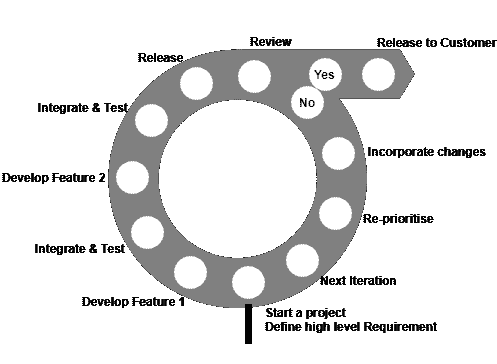 Review
Release to Customer
Release
Yes
No
Integrate & Test
Incorporate changes
Develop Feature 2
Re-prioritise
Integrate & Test
Next Iteration
Develop Feature 1
Start a project
Define high level Requirement